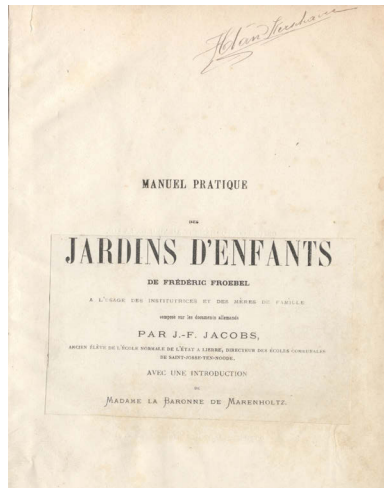 MANUEL PRATIQUE
DES
JARDINS D'ENFANTS
DE FRÉDÉRIC FROEBEL
A L'USAGE DES INSTITUTRICES ET DES MÈRES DE FAMILLE
composé sur les documents allemands
PAR J.-F. JACOBS,
ANCIEN ÉLÈVE DE L'ÉCOLE NORMALE DE L'ÉTAT A LIERRE, DIRECTEUR DES ÉCOLES COMMUNALES
DE SAINT-JOSSE-TEN-NOODE.
AVEC UNE INTRODUCTION
DE
MADAME LA BARONNE DE MARENHOLTZ.